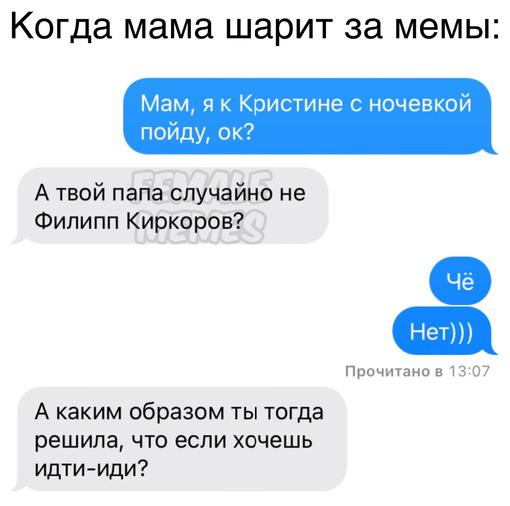 Когда мама шарит за мемы:
Мам, я к Кристине с ночевкой
пойду, ок?
А твой папа случайно не
Филипп Киркоров?
FEMALE
MEMES
Чё
Нет)))
Прочитано в 13:07
А каким образом ты тогда
решила, что если хочешь
идти-иди?